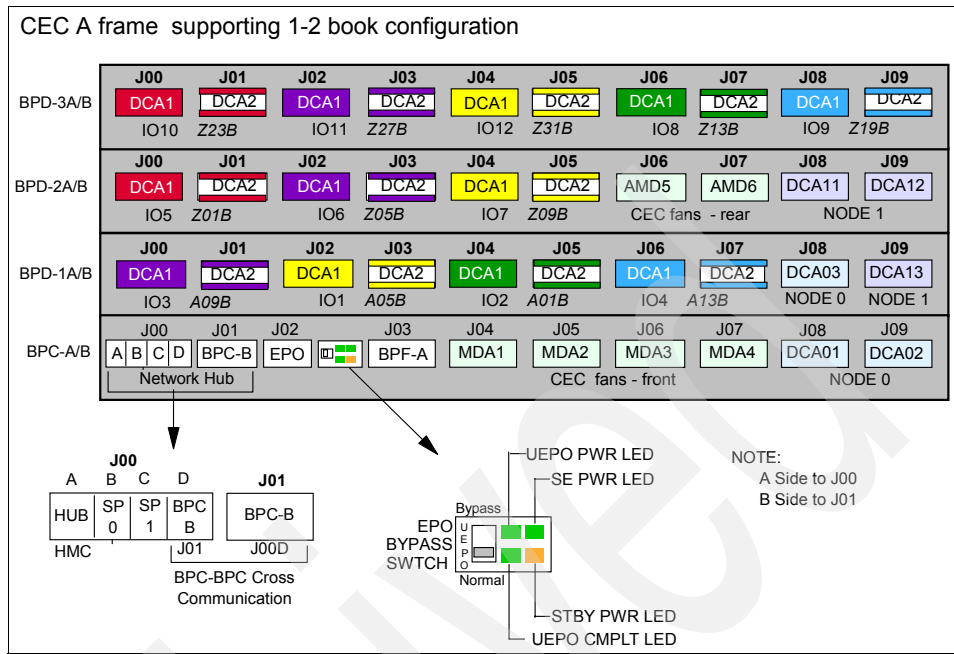 CEC A frame supporting 1-2 book configuration
J00 J01 J02 J03 J04 J05 J06 J07 J08 J09
BPD-3A/B DCA1 DCA2 DCA1 DCA2 DCA1 DCA2 DCA1 DCA2 DCA1 DCA2
IO10 Z23B IO11 Z27B IO12 Z31B IO8 Z13B IO9 Z19B
J00 J01 J02 J03 J04 J05 J06 J07 J08 J09
BPD-2A/B DCA1 DCA2 DCA1 DCA2 DCA1 DCA2 AMD5 AMD6 DCA11 DCA12
IO5 Z01B IO6 Z05B IO7 Z09B CEC fans - rear NODE 1
J00 J01 J02 J03 J04 J05 J06 J07 J08 J09
BPD-1A/B DCA1 DCA2 DCA1 DCA2 DCA1 DCA2 DCA1 DCA2 DCA03 DCA13
IO3 A09B IO1 A05B IO2 A01B IO4 A13B NODE 0 NODE 1
J00 J01 J02 J03 J04 J05 J06 J07 J08 J09
BPC-A/B A B C D BPC-B EPO BPF-A MDA1 MDA2 MDA3 MDA4 DCA01 DCA02
Network Hub CEC fans - front NODE 0
J00
A B C D J01
HUB SP 0 SP 1 BPC B BPC-B
HMC J01 J00D
BPC-BPC Cross
Communication
UEPO PWR LED
SE PWR LED
Bypass
EPO
BYPASS
SWTCH
UEPO
Normal
STBY PWR LED
UEPO CMPLT LED
NOTE:
A Side to J00
B Side to J01